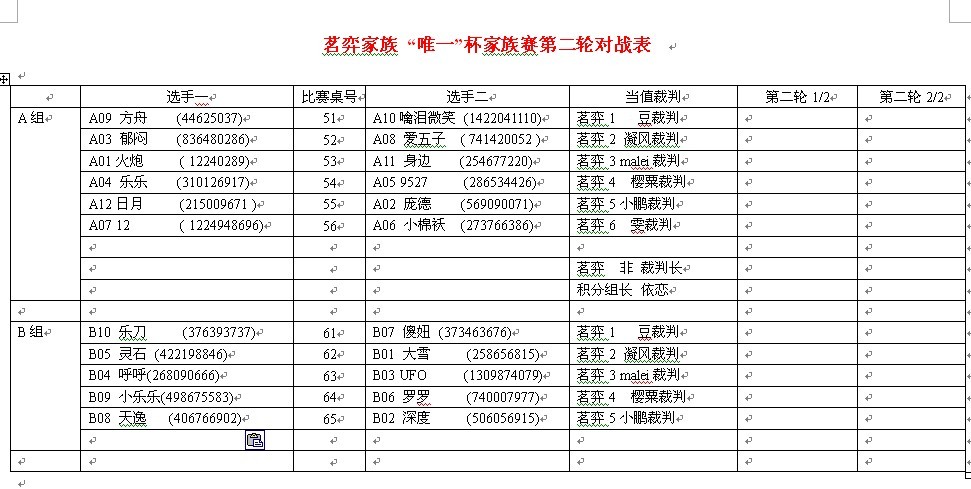 茗弈家族 “唯一”杯家族赛第二轮对战表
选手一 比赛桌号 选手二 当值裁判 第二轮 1/2 第二轮 2/2
A 组 A09 方舟 (44625037) 51 A10 噙泪微笑 (1422041110) 茗弈 1 豆裁判
A03 郁闷 (836480286) 52 A08 爱五子 ( 741420052 ) 茗弈 2 凝风裁判
A01 火炮 ( 12240289) 53 A11 身边 (254677220) 茗弈 3 malei 裁判
A04 乐乐 (310126917) 54 A05 9527 (286534426) 茗弈 4 樱粟裁判
A12 日月 (215009671 ) 55 A02 庞德 (569090071) 茗弈 5 小鹏裁判
A07 12 ( 1224948696) 56 A06 小棉袄 (273766386) 茗弈 6 雯裁判
茗弈 非 裁判长
积分组长 依恋
B 组 B10 乐刀 (376393737) 61 B07 傻妞 (373463676) 茗弈 1 豆裁判
B05 灵石 (422198846) 62 B01 大雪 (258656815) 茗弈 2 凝风裁判
B04 呼呼(268090666) 63 B03 UFO (1309874079) 茗弈 3 malei 裁判
B09 小乐乐(498675583) 64 B06 罗罗 (740007977) 茗弈 4 樱粟裁判
B08 天逸 (406766902) 65 B02 深度 (506056915) 茗弈 5 小鹏裁判